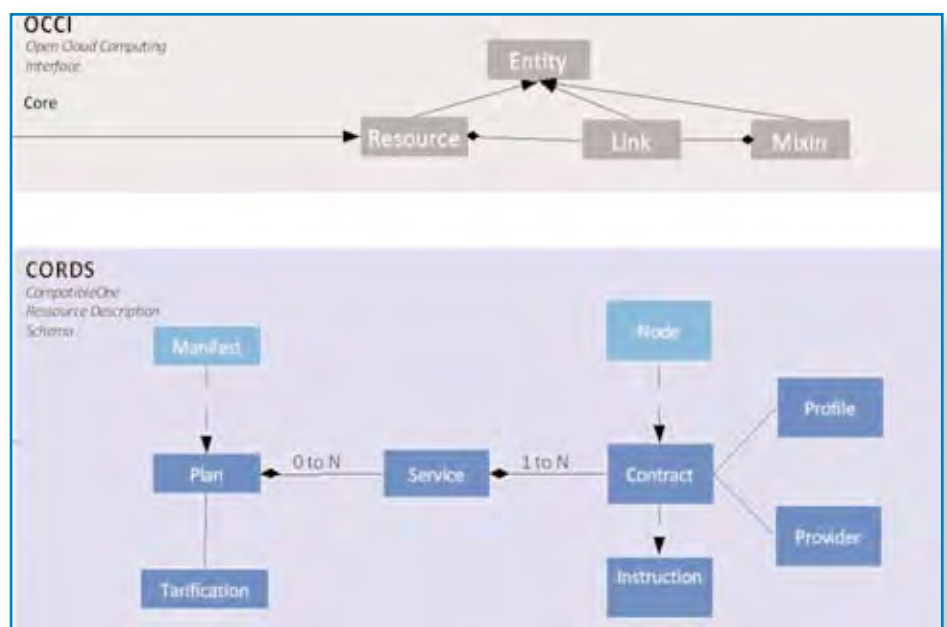 OCCI
Open Cloud Computing
Interface
Core
Entity
Resource
Link
Mixin
CORDS
CompatibleOne
Ressource Description
Schema
Manifest
Node
Profile
Plan
0 to N
Service
1 to N
Contract
Provider
Tarification
Instruction